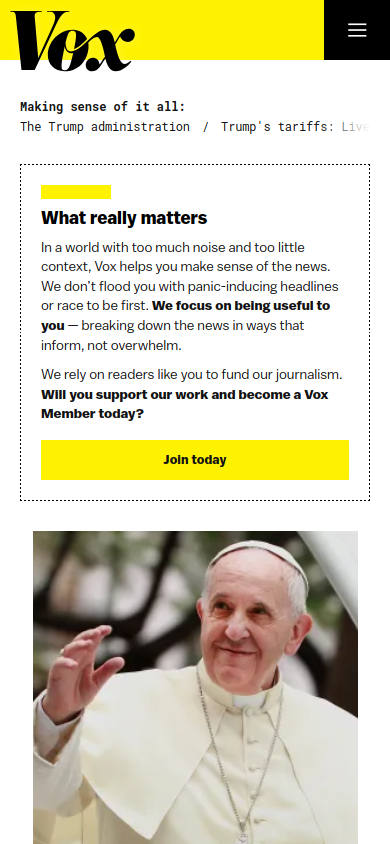 Vox
Making sense of it all:
The Trump administration / Trump's tariffs: Live
What really matters
In a world with too much noise and too little
context, Vox helps you make sense of the news.
We don't flood you with panic-inducing headlines
or race to be first. We focus on being useful to
you — breaking down the news in ways that
inform, not overwhelm.
We rely on readers like you to fund our journalism.
Will you support our work and become a Vox
Member today?
Join today